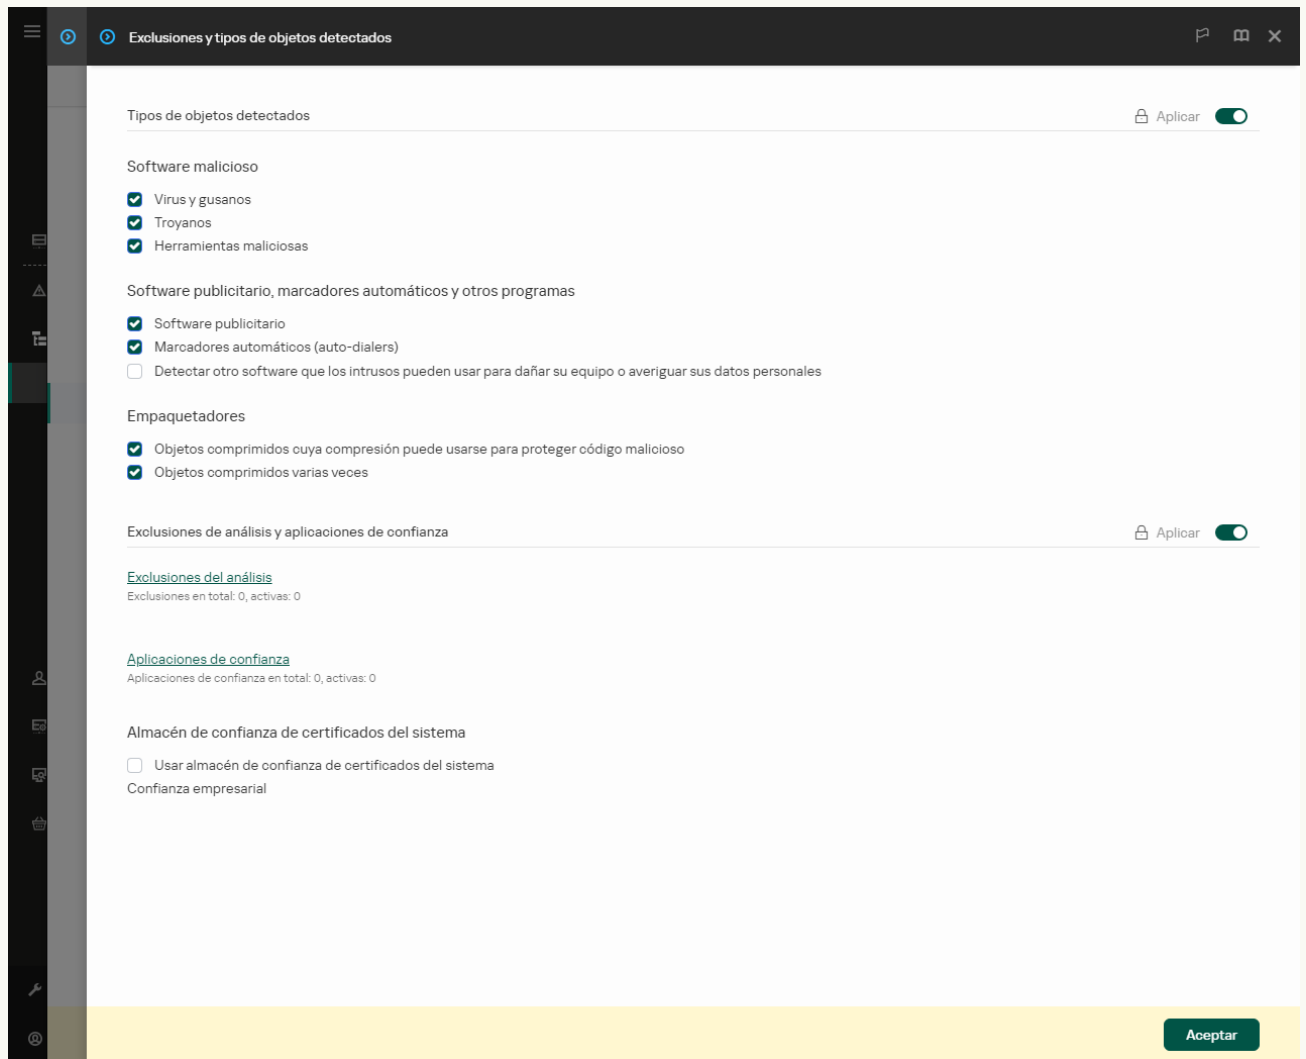 Exclusiones y tipos de objetos detectados
Tipos de objetos detectados
Aplicar
Software malicioso
Virus y gusanos
Troyanos
Herramientas maliciosas
Software publicitario, marcadores automáticos y otros programas
Software publicitario
Marcadores automáticos (auto-dialers)
Detectar otro software que los intrusos pueden usar para dañar su equipo o averiguar sus datos personales
Empaquetadores
Objetos comprimidos cuya compresión puede usarse para proteger código malicioso
Objetos comprimidos varias veces
Exclusiones de análisis y aplicaciones de confianza
Aplicar
Exclusiones del análisis
Exclusiones en total: 0, activas: 0
Aplicaciones de confianza
Aplicaciones de confianza en total: 0, activas: 0
Almacén de confianza de certificados del sistema
Usar almacén de confianza de certificados del sistema
Confianza empresarial
Aceptar